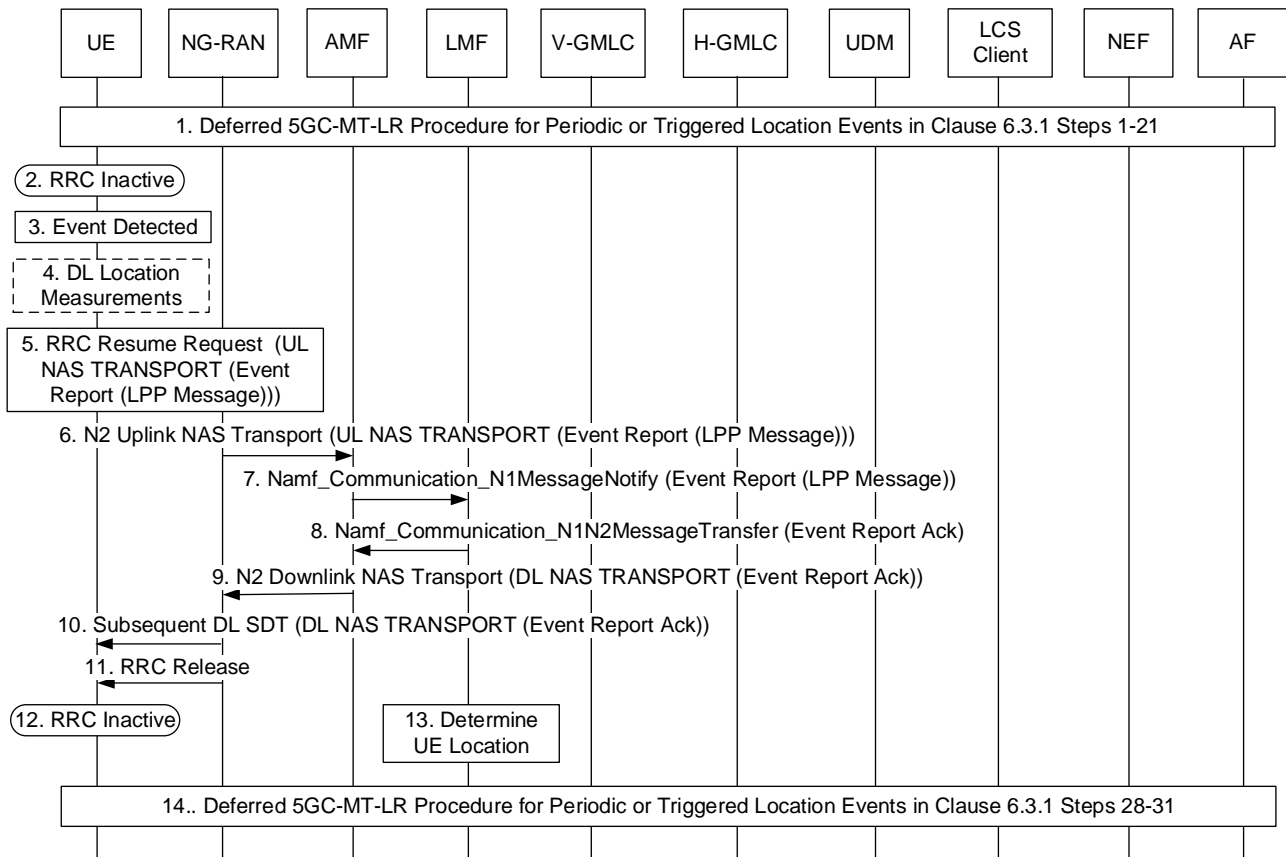 UE NG-RAN AMF LMF V-GMLC H-GMLC UDM LCS Client NEF AF
1. Deferred 5GC-MT-LR Procedure for Periodic or Triggered Location Events in Clause 6.3.1 Steps 1-21
2. RRC Inactive
3. Event Detected
4. DL Location
Measurements
5. RRC Resume Request (UL
NAS TRANSPORT (Event
Report (LPP Message)))
6. N2 Uplink NAS Transport (UL NAS TRANSPORT (Event Report (LPP Message)))
7. Namf_Communication_N1MessageNotify (Event Report (LPP Message))
8. Namf_Communication_N1N2MessageTransfer (Event Report Ack)
9. N2 Downlink NAS Transport (DL NAS TRANSPORT (Event Report Ack))
10. Subsequent DL SDT (DL NAS TRANSPORT (Event Report Ack))
11. RRC Release
12. RRC Inactive
13. Determine
UE Location
14.. Deferred 5GC-MT-LR Procedure for Periodic or Triggered Location Events in Clause 6.3.1 Steps 28-31